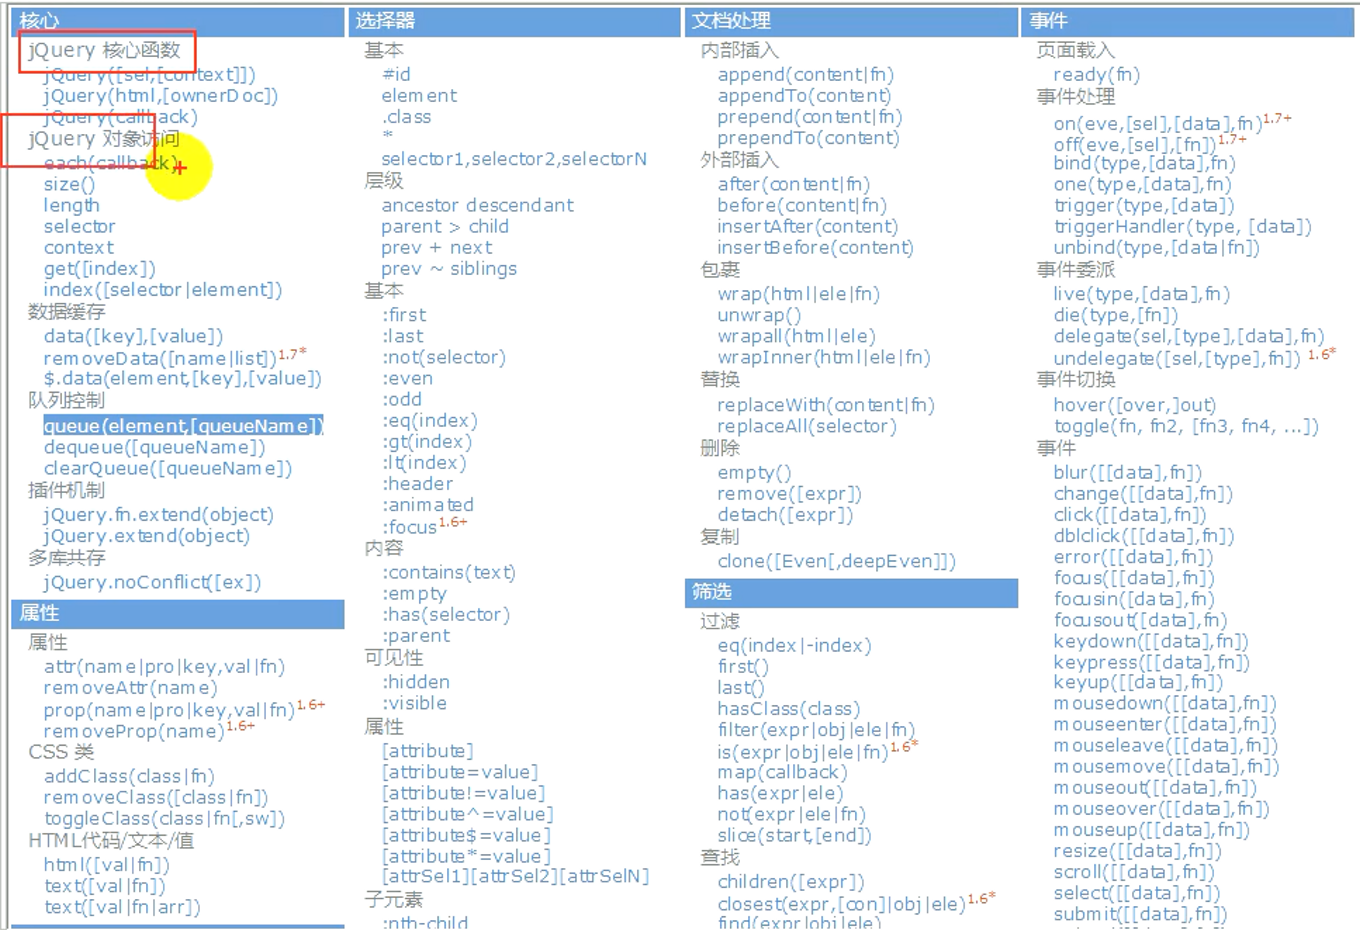 核心
jQuery 核心函数
jQuery([sel,[context]])
jQuery(html,[ownerDoc])
jQuery(callback)
jQuery 对象访问
each(callback)
size()
length
selector
context
get([index])
index([selector|element])
数据缓存
data([key],[value])
removeData([name|list])1.7*
$.data(element,[key],[value])
队列控制
queue(element,[queueName])
dequeue([queueName])
clearQueue([queueName])
插件机制
jQuery.fn.extend(object)
jQuery.extend(object)
多库共存
jQuery.noConflict([ex])
属性
属性
attr(name|pro|key,val|fn)
removeAttr(name)
prop(name|pro|key,val|fn)1.6+
removeProp(name)1.6+
CSS 类
addClass(class|fn)
removeClass([class|fn])
toggleClass(class|fn[,sw])
HTML代码/文本/值
html([val|fn])
text([val|fn])
text([val|fn|arr])
选择器
基本
#id
element
.class
*
selector1,selector2,selectorN
层级
ancestor descendant
parent > child
prev + next
prev ~ siblings
基本
:first
:last
:not(selector)
:even
:odd
:eq(index)
:gt(index)
:lt(index)
:header
:animated
:focus1.6+
内容
:contains(text)
:empty
:has(selector)
:parent
可见性
:hidden
:visible
属性
[attribute]
[attribute=value]
[attribute!=value]
[attribute^=value]
[attribute$=value]
[attribute*=value]
[attrSel1][attrSel2][attrSelN]
子元素
:nth-child
文档处理
内部插入
append(content|fn)
appendTo(content)
prepend(content|fn)
prependTo(content)
外部插入
after(content|fn)
before(content|fn)
insertAfter(content)
insertBefore(content)
包裹
wrap(html|ele|fn)
unwrap()
wrapall(html|ele)
wrapInner(html|ele|fn)
替换
replaceWith(content|fn)
replaceAll(selector)
删除
empty()
remove([expr])
detach([expr])
复制
clone([Even[,deepEven]])
筛选
过滤
eq(index|-index)
first()
last()
hasClass(class)
filter(expr|obj|ele|fn)
is(expr|obj|ele|fn)1.6*
map(callback)
has(expr|ele)
not(expr|ele|fn)
slice(start,[end])
查找
children([expr])
closest(expr,[con]|obj|ele)1.6*
find(expr|obj|ele)
事件
页面载入
ready(fn)
事件处理
on(eve,[sel],[data],fn)1.7+
off(eve,[sel],[fn])1.7+
bind(type,[data],fn)
one(type,[data],fn)
trigger(type,[data])
triggerHandler(type, [data])
unbind(type,[data|fn])
事件委派
live(type,[data],fn)
die(type,[fn])
delegate(sel,[type],[data],fn)
undelegate([sel,[type],fn]) 1.6*
事件切换
hover([over,]out)
toggle(fn, fn2, [fn3, fn4, ...])
事件
blur([[data],fn])
change([[data],fn])
click([[data],fn])
dblclick([[data],fn])
error([[data],fn])
focus([[data],fn])
focusin([data],fn)
focusout([data],fn)
keydown([[data],fn])
keypress([[data],fn])
keyup([[data],fn])
mousedown([[data],fn])
mouseenter([[data],fn])
mouseleave([[data],fn])
mousemove([[data],fn])
mouseout([[data],fn])
mouseover([[data],fn])
mouseup([[data],fn])
resize([[data],fn])
scroll([[data],fn])
select([[data],fn])
submit([[data],fn])